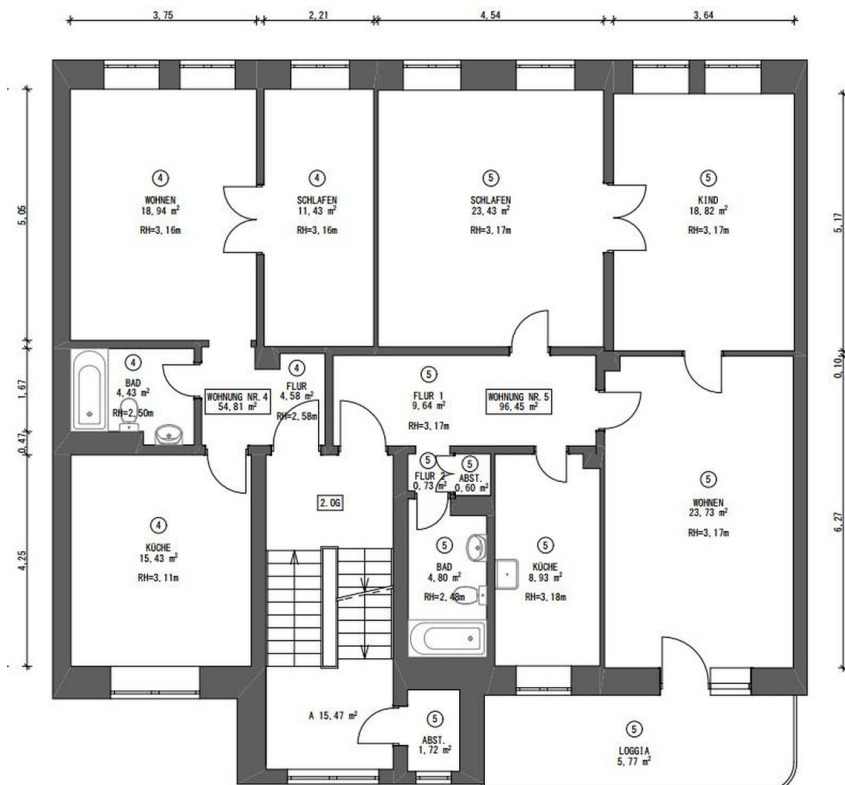 3,75
2,21
4,54
3,64
4
WOHNEN
18,94 m²
RH=3,16m
4
SCHLAFEN
11,43 m²
RH=3,16m
5
SCHLAFEN
23,43 m²
RH=3,17m
5
KIND
18,82 m²
RH=3,17m
5,05
5,17
4
BAD
4,43 m²
RH=2,50m
WOHNUNG NR. 4
54,81 m²
4
FLUR
4,58 m²
RH=2,58m
5
FLUR 1
9,64 m²
RH=3,17m
WOHNUNG NR. 5
96,45 m²
1,67
0,47
0,10
5
FLUR 2
0,73 m²
5
ABST.
0,60 m²
5
WOHNEN
23,73 m²
RH=3,17m
2.OG
4
KÜCHE
15,43 m²
RH=3,11m
5
BAD
4,80 m²
RH=2,48m
5
KÜCHE
8,93 m²
RH=3,18m
4,25
6,27
A 15,47 m²
5
ABST.
1,72 m²
5
LOGGIA
5,77 m²